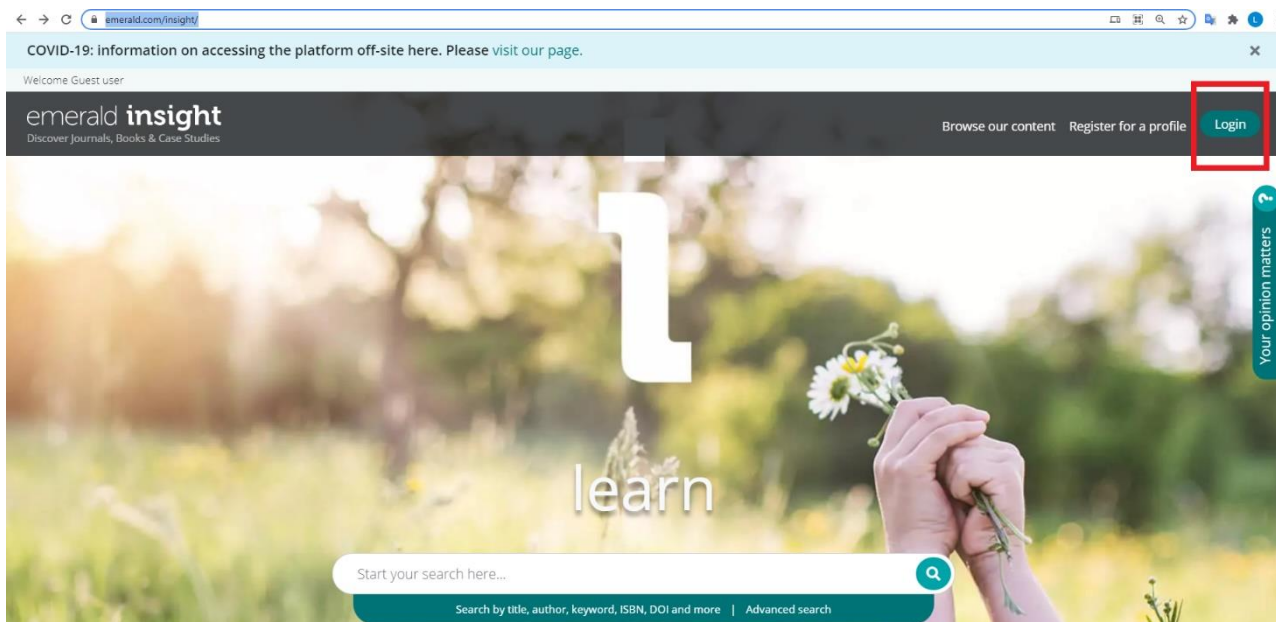 emerald.com/insight/
L
COVID-19: information on accessing the platform off-site here. Please visit our page.
Welcome Guest user
emerald insight
Discover Journals, Books & Case Studies
Browse our content Register for a profile Login
Your opinion matters ?
learn
Start your search here...
Search by title, author, keyword, ISBN, DOI and more | Advanced search